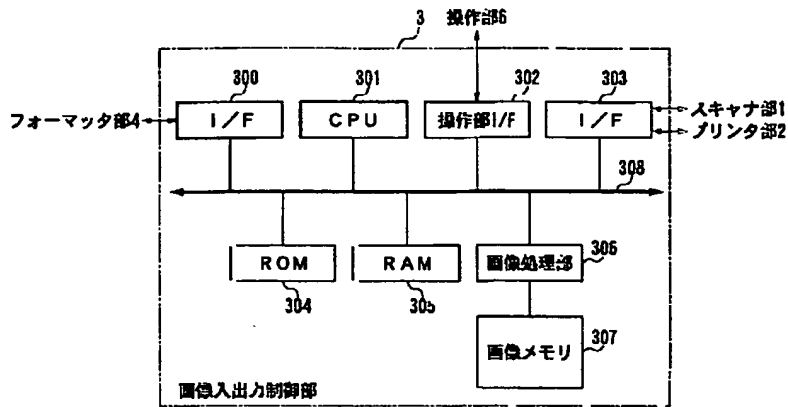 3 操作部6
300 301 302 303
フォーマッタ部4 I/F CPU 操作部I/F I/F スキャナ部1
プリンタ部2
308
ROM RAM 画像処理部 306
304 305
画像メモリ 307
画像入出力制御部